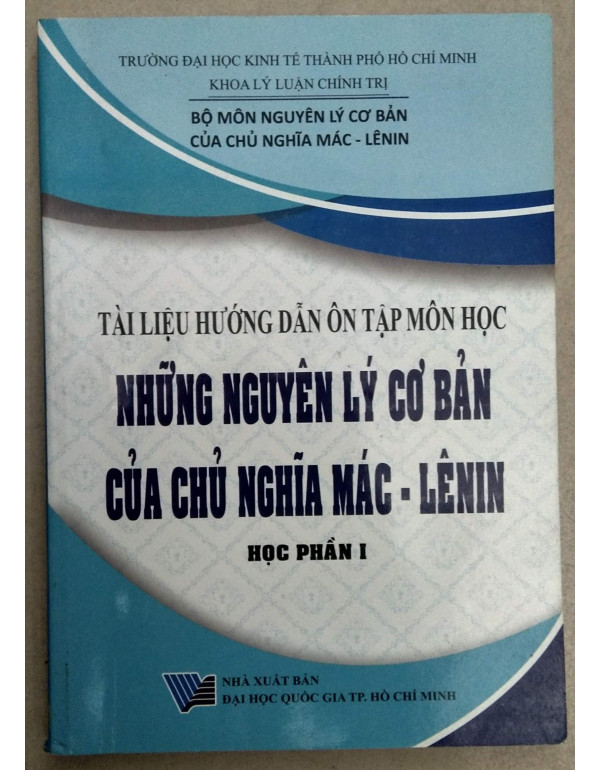 TRƯỜNG ĐẠI HỌC KINH TẾ THÀNH PHỐ HỒ CHÍ MINH
KHOA LÝ LUẬN CHÍNH TRỊ
BỘ MÔN NGUYÊN LÝ CƠ BẢN
CỦA CHỦ NGHĨA MÁC - LÊNIN
TÀI LIỆU HƯỚNG DẪN ÔN TẬP MÔN HỌC
NHỮNG NGUYÊN LÝ CƠ BẢN
CỦA CHỦ NGHĨA MÁC - LÊNIN
HỌC PHẦN I
NHÀ XUẤT BẢN
ĐẠI HỌC QUỐC GIA TP. HỒ CHÍ MINH